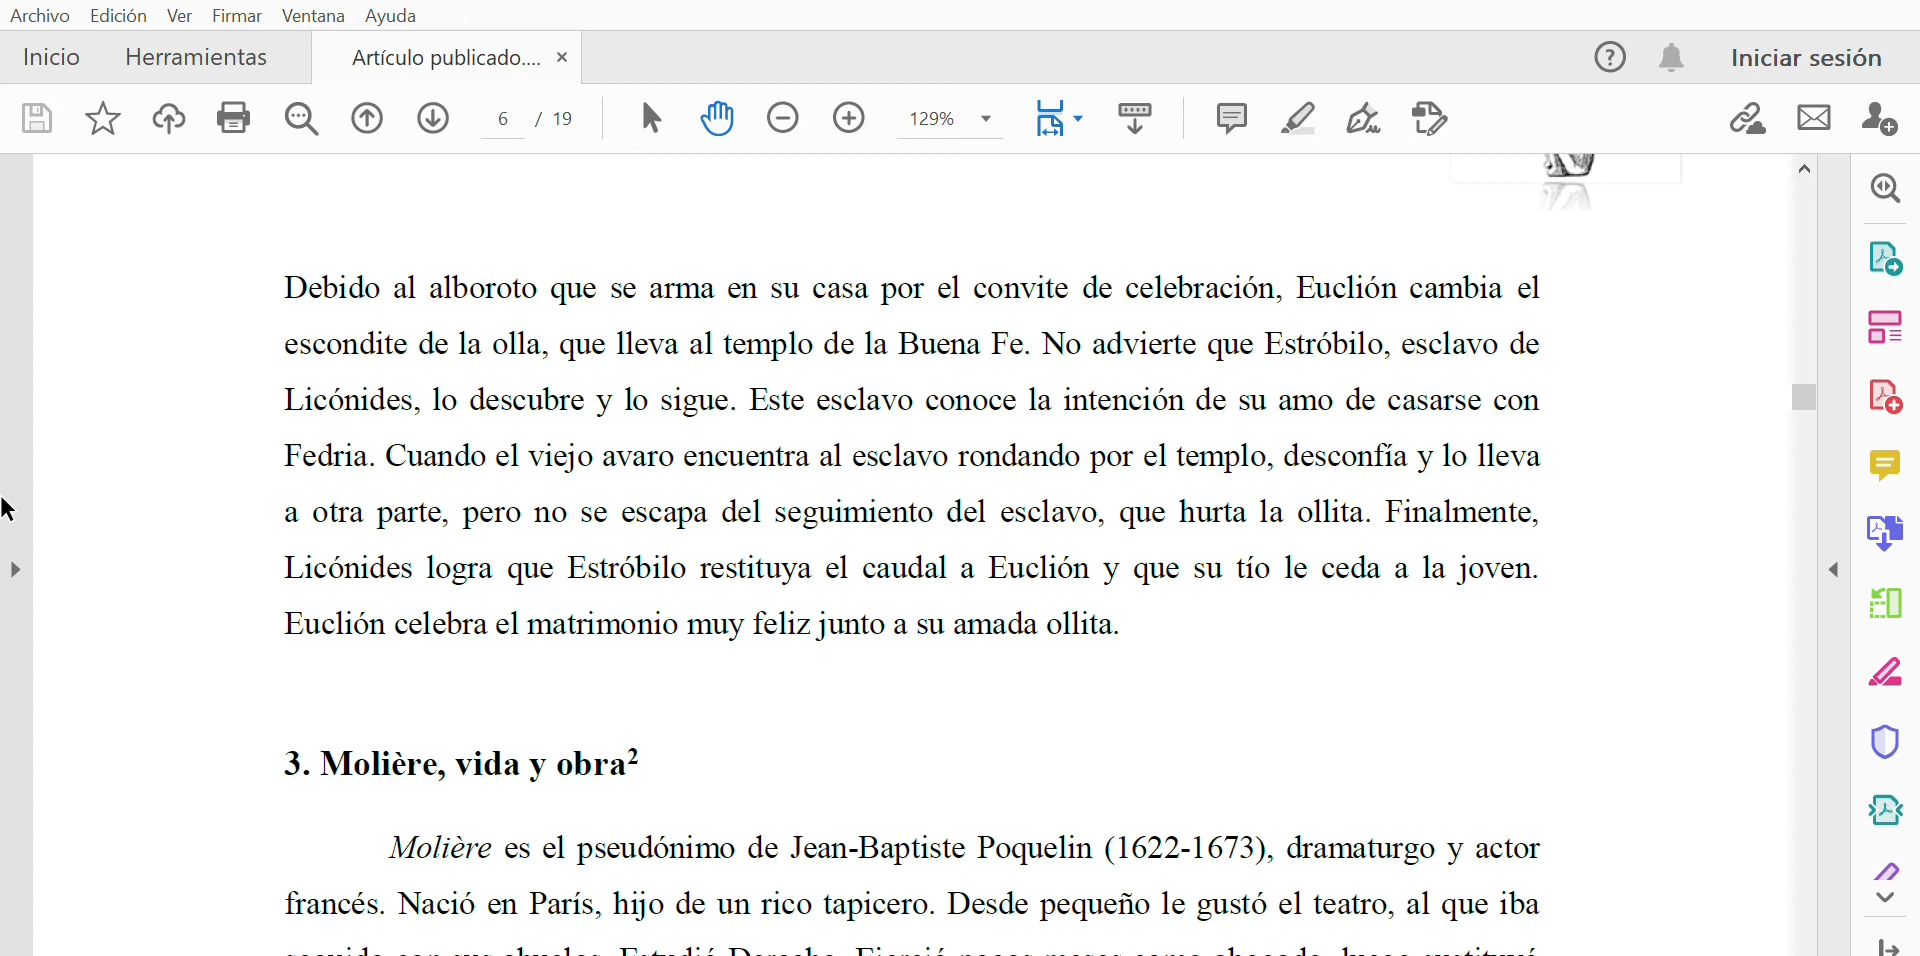 Archivo Edición Ver Firmar Ventana Ayuda
Inicio Herramientas Artículo publicado.... × Iniciar sesión
6 / 19 129%
Debido al alboroto que se arma en su casa por el convite de celebración, Euclión cambia el
escondite de la olla, que lleva al templo de la Buena Fe. No advierte que Estróbilo, esclavo de
Licónides, lo descubre y lo sigue. Este esclavo conoce la intención de su amo de casarse con
Fedria. Cuando el viejo avaro encuentra al esclavo rondando por el templo, desconfía y lo lleva
a otra parte, pero no se escapa del seguimiento del esclavo, que hurta la ollita. Finalmente,
Licónides logra que Estróbilo restituya el caudal a Euclión y que su tío le ceda a la joven.
Euclión celebra el matrimonio muy feliz junto a su amada ollita.
3. Molière, vida y obra²
Molière es el pseudónimo de Jean-Baptiste Poquelin (1622-1673), dramaturgo y actor
francés. Nació en París, hijo de un rico tapicero. Desde pequeño le gustó el teatro, al que iba